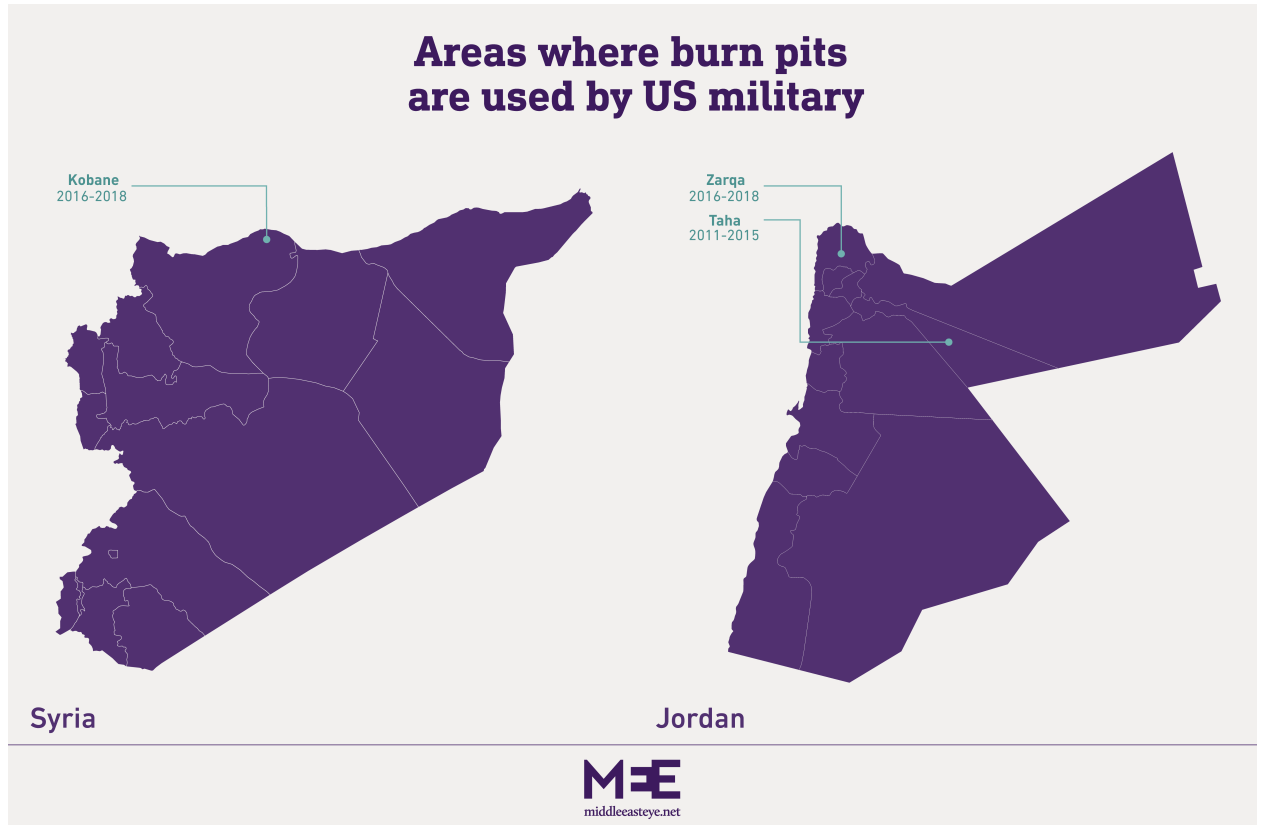 Areas where burn pits
are used by US military
Kobane
2016-2018
Zarqa
2016-2018
Taha
2011-2015
Syria
Jordan
MEE
middleeasteye.net